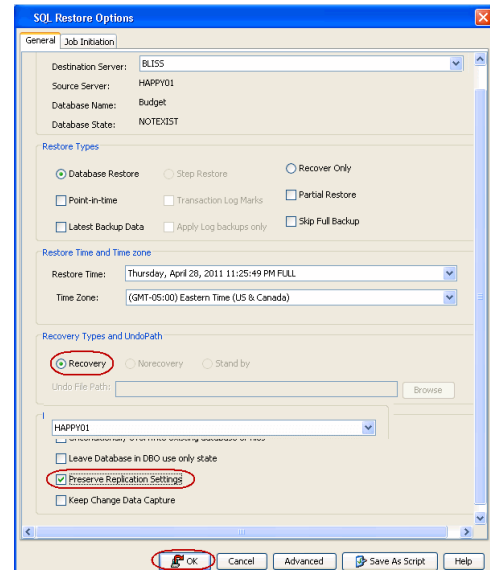 SQL Restore Options
General Job Initiation
Destination Server: BLISS
Source Server: HAPPY01
Database Name: Budget
Database State: NOTEXIST
Restore Types
Database Restore Step Restore Recover Only
Point-in-time Transaction Log Marks Partial Restore
Latest Backup Data Apply Log backups only Skip Full Backup
Restore Time and Time zone
Restore Time: Thursday, April 28, 2011 11:25:49 PM FULL
Time Zone: (GMT-05:00) Eastern Time (US & Canada)
Recovery Types and UndoPath
Recovery Norecovery Stand by
Undo File Path: Browse
HAPPY01
Leave Database in DBO use only state
Preserve Replication Settings
Keep Change Data Capture
OK Cancel Advanced Save As Script Help